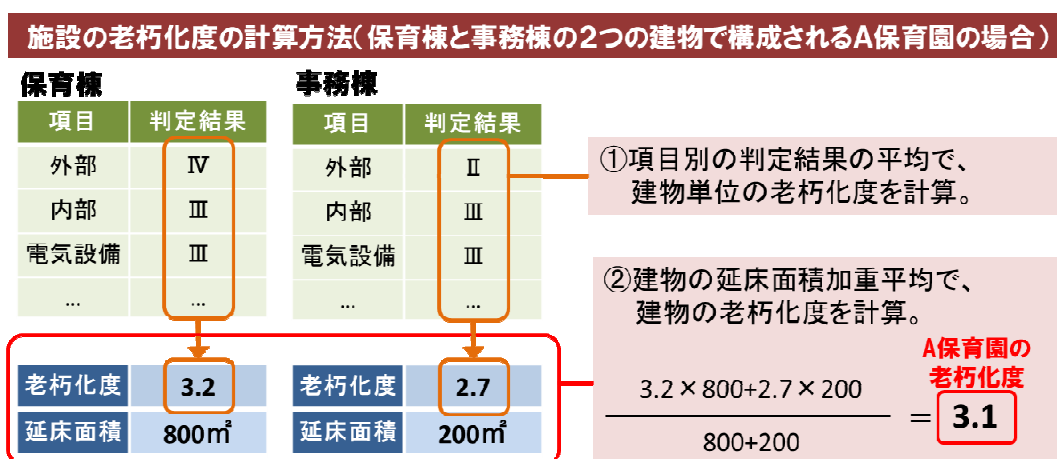 施設の老朽化度の計算方法(保育棟と事務棟の2つの建物で構成されるA保育園の場合)
保育棟
項目 判定結果
外部 Ⅳ
内部 Ⅲ
電気設備 Ⅲ
… …
老朽化度 3.2
延床面積 800㎡
事務棟
項目 判定結果
外部 Ⅱ
内部 Ⅲ
電気設備 Ⅲ
… …
老朽化度 2.7
延床面積 200㎡
①項目別の判定結果の平均で、
建物単位の老朽化度を計算。
②建物の延床面積加重平均で、
建物の老朽化度を計算。
A保育園の
老朽化度
3.2×800+2.7×200
800+200
= 3.1